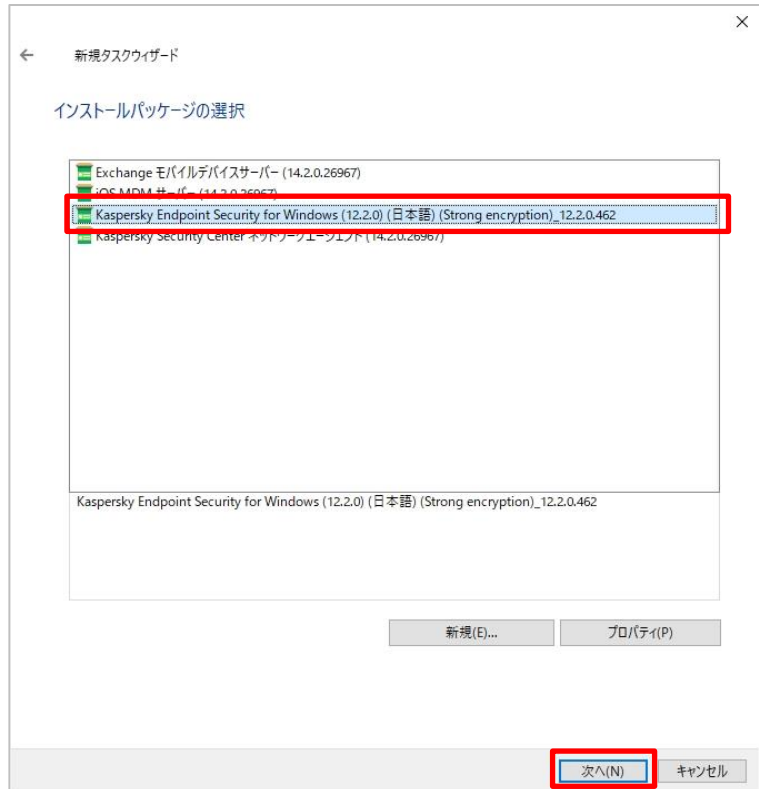 新規タスクウィザード
インストールパッケージの選択
Exchange モバイルデバイスサーバー (14.2.0.26967)
iOS MDM サーバー (14.2.0.26967)
Kaspersky Endpoint Security for Windows (12.2.0) (日本語) (Strong encryption)_12.2.0.462
Kaspersky Security Center ネットワークエージェント (14.2.0.26967)
Kaspersky Endpoint Security for Windows (12.2.0) (日本語) (Strong encryption)_12.2.0.462
新規(E)... プロパティ(P)
次へ(N) キャンセル